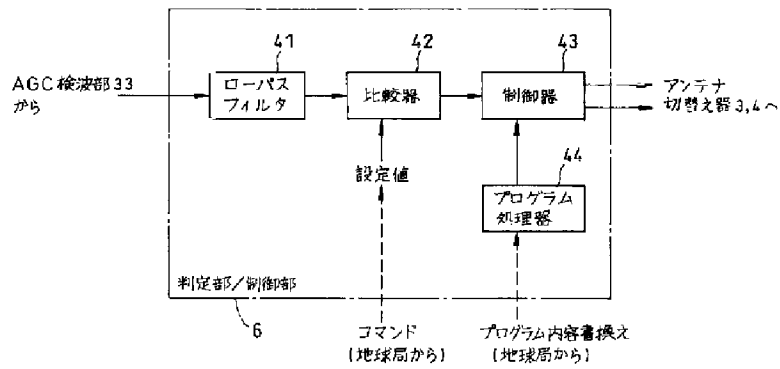 41
42
43
AGC検波部33
から
ローパス
フィルタ
比較器
制御器
アンテナ
切替え器3,4へ
設定値
44
プログラム
処理器
判定部/制御部
6
コマンド
(地球局から)
プログラム内容書換え
(地球局から)